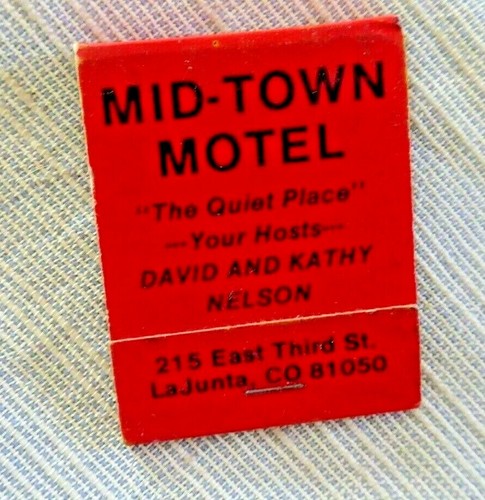 MID-TOWN
MOTEL
"The Quiet Place"
—Your Hosts—
DAVID AND KATHY
NELSON
215 East Third St.
LaJunta, CO 81050